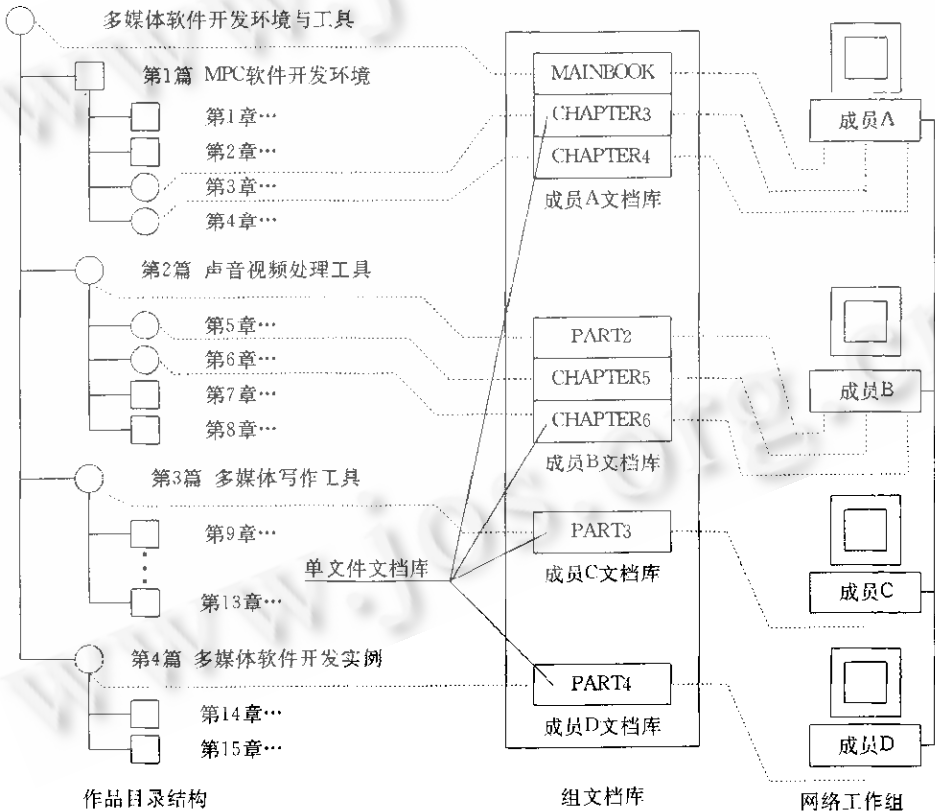 多媒体软件开发环境与工具
第1篇 MPC软件开发环境
第1章…
第2章…
第3章…
第4章…
第2篇 声音视频处理工具
第5章…
第6章…
第7章…
第8章…
第3篇 多媒体写作工具
第9章…
第13章…
第4篇 多媒体软件开发实例
第14章…
第15章…
作品目录结构
单文件文档库
MAINBOOK
CHAPTER3
CHAPTER4
成员A文档库
PART2
CHAPTER5
CHAPTER6
成员B文档库
PART3
成员C文档库
PART4
成员D文档库
组文档库
成员A
成员B
成员C
成员D
网络工作组
www.jos.org.cn